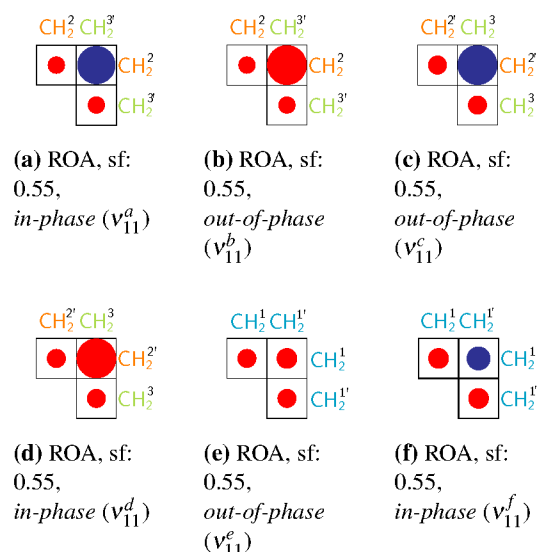 CH₂² CH₂³' CH₂² CH₂³' CH₂²' CH₂³
CH₂² CH₂² CH₂²'
CH₂³' CH₂³' CH₂³
(a) ROA, sf: (b) ROA, sf: (c) ROA, sf:
0.55, 0.55, 0.55,
in-phase (ν₁₁ᵃ) out-of-phase out-of-phase
(ν₁₁ᵇ) (ν₁₁ᶜ)
CH₂²' CH₂³ CH₂¹ CH₂¹' CH₂¹ CH₂¹'
CH₂²' CH₂¹ CH₂¹
CH₂³ CH₂¹' CH₂¹'
(d) ROA, sf: (e) ROA, sf: (f) ROA, sf:
0.55, 0.55, 0.55,
in-phase (ν₁₁ᵈ) out-of-phase in-phase (ν₁₁ᶠ)
(ν₁₁ᵉ)